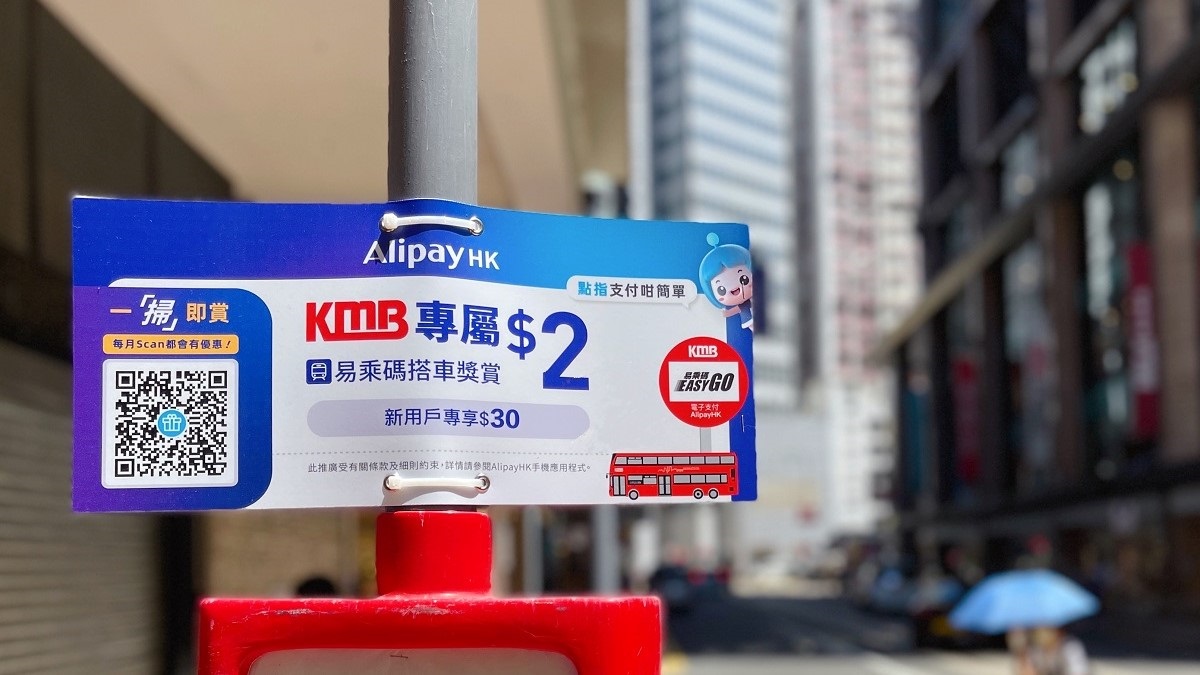 AlipayHK
一「掃」即賞
每月Scan都會有優惠！
KMB 專屬$2
易乘碼搭車獎賞
新用戶專享$30
此推廣受有關條款及細則約束，詳情請參閱AlipayHK手機應用程式。
點指支付咁簡單
KMB
易乘碼
EASY GO
電子支付
AlipayHK